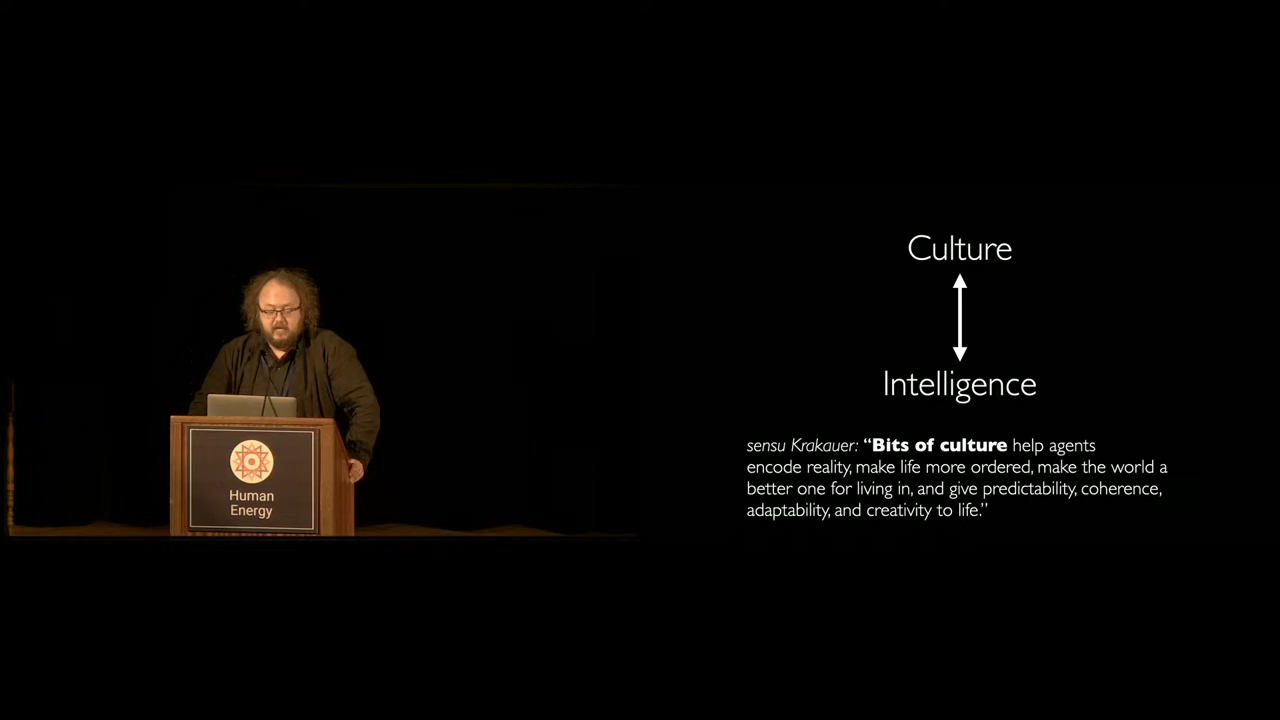 Human
Energy
Culture
Intelligence
sensu Krakauer: “Bits of culture help agents
encode reality, make life more ordered, make the world a
better one for living in, and give predictability, coherence,
adaptability, and creativity to life.”